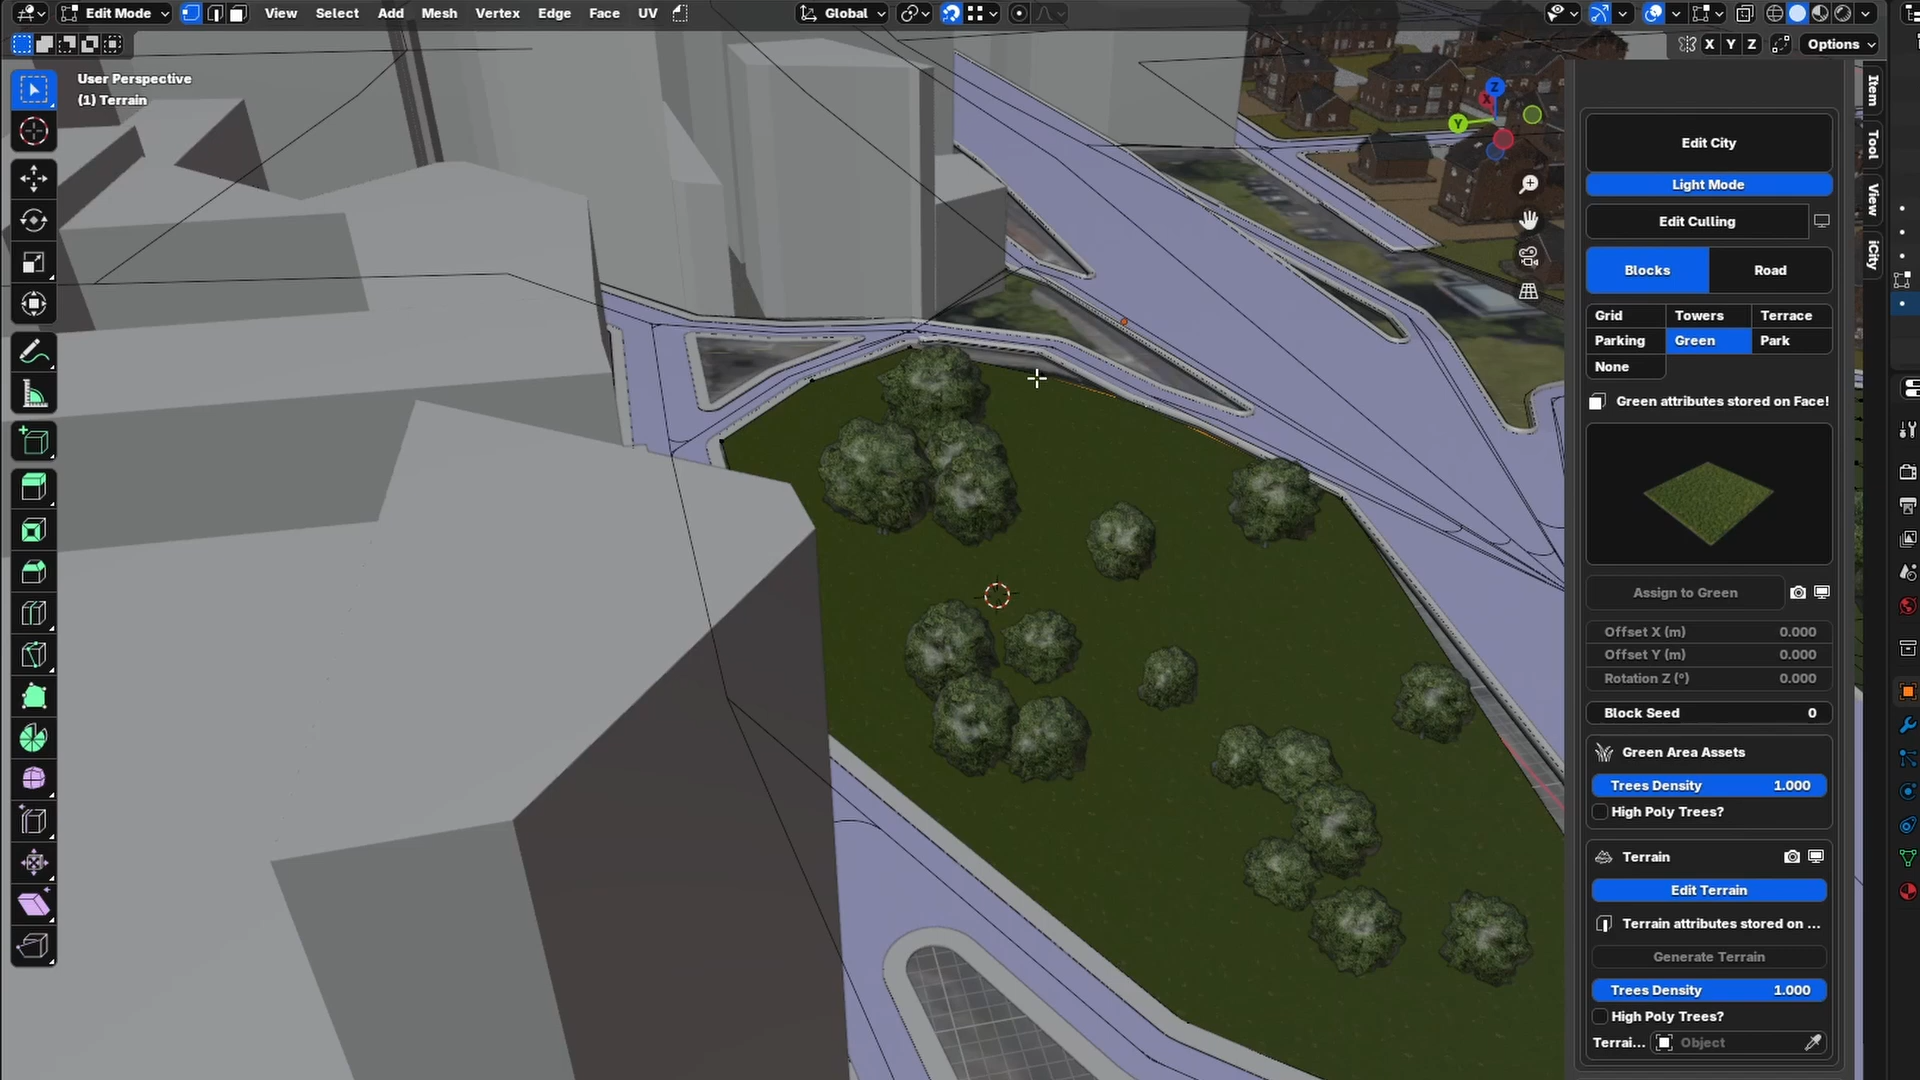 Edit Mode View Select Add Mesh Vertex Edge Face UV Global
X Y Z Options
User Perspective
(1) Terrain
Z
X
Y
Item
Tool
View
iCity
Edit City
Light Mode
Edit Culling
Blocks Road
Grid Towers Terrace
Parking Green Park
None
Green attributes stored on Face!
Assign to Green
Offset X (m) 0.000
Offset Y (m) 0.000
Rotation Z (°) 0.000
Block Seed 0
Green Area Assets
Trees Density 1.000
High Poly Trees?
Terrain
Edit Terrain
Terrain attributes stored on ...
Generate Terrain
Trees Density 1.000
High Poly Trees?
Terrai... Object